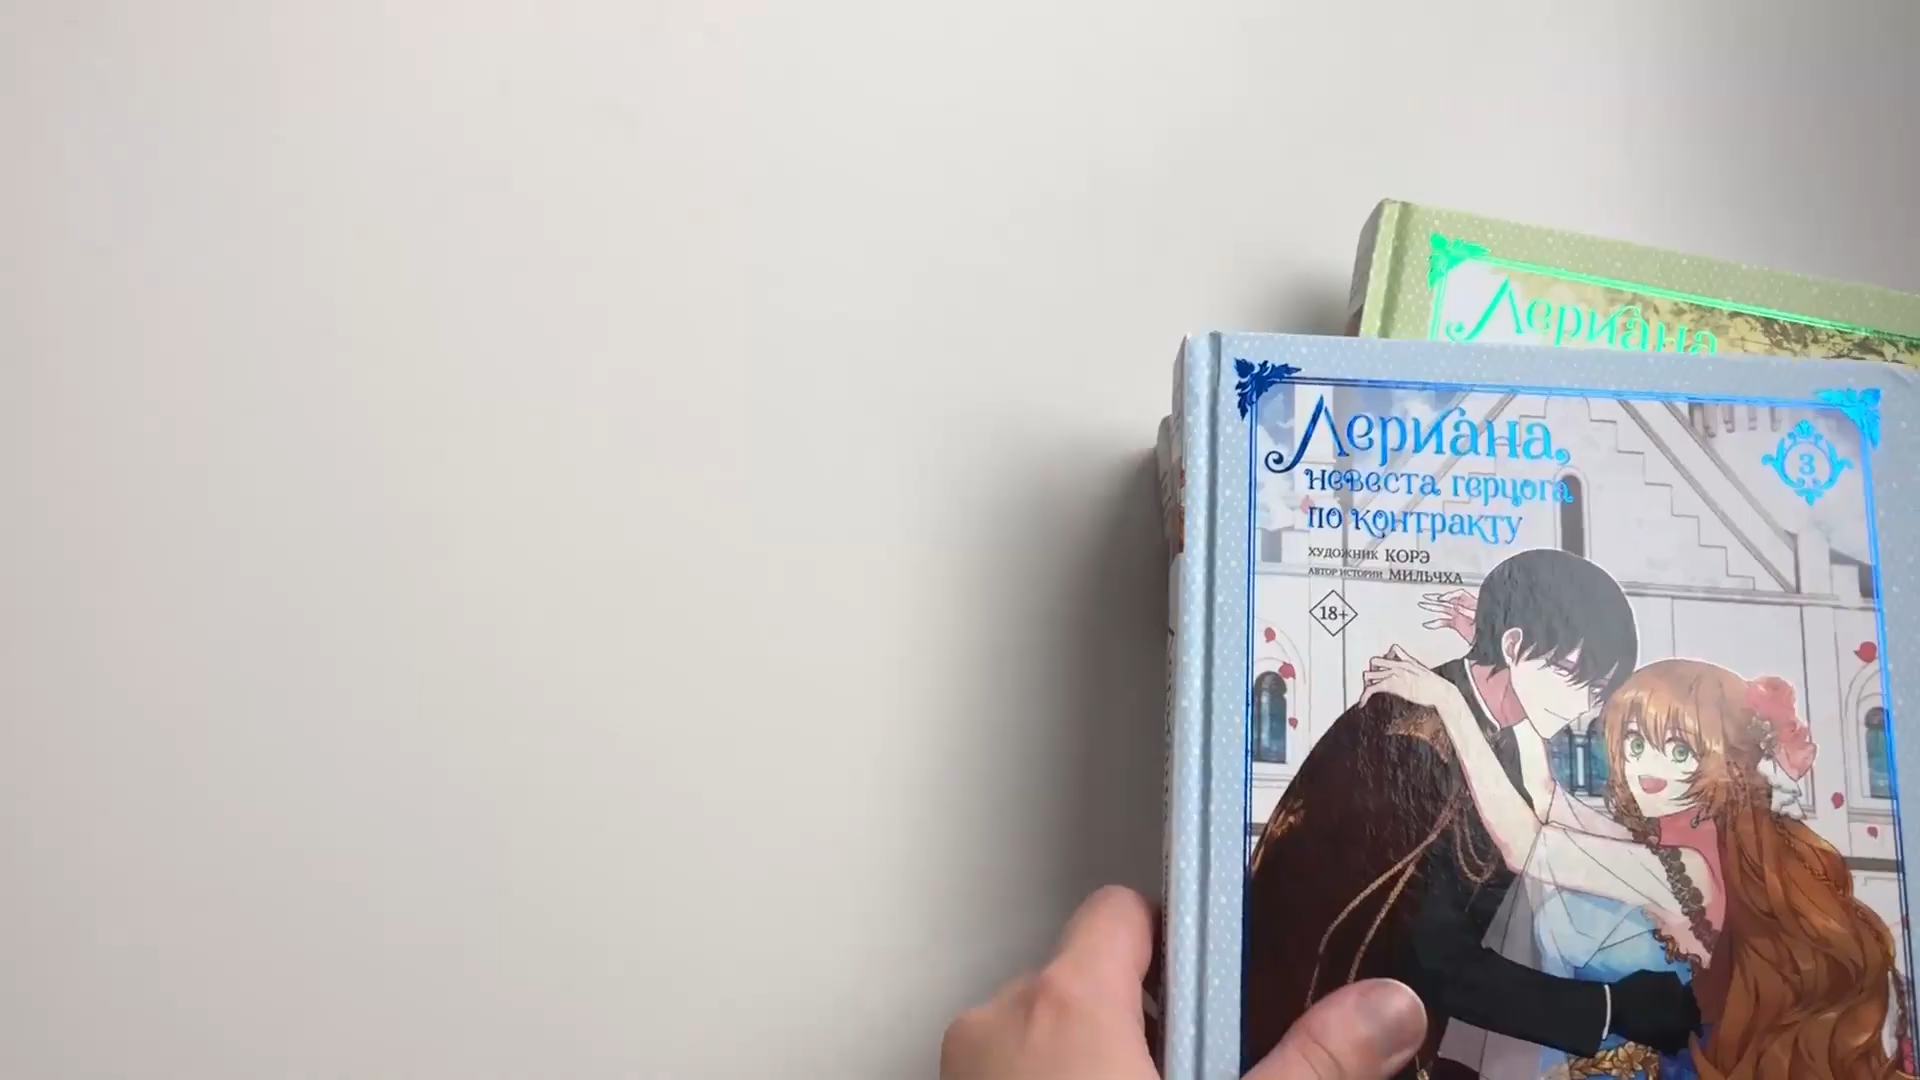 Лериана
Лериана,
невеста герцога
по контракту
3
ХУДОЖНИК КОРЭ
АВТОР ИСТОРИИ МИЛЬЧХА
18+